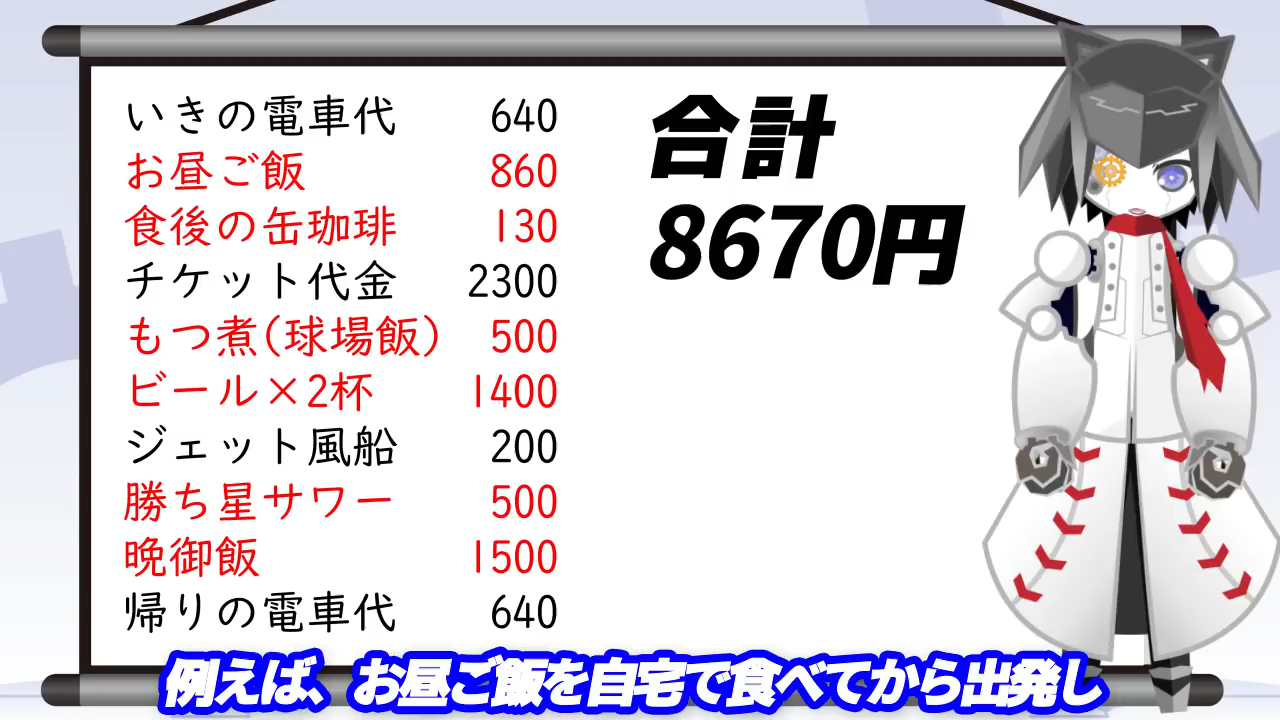 いきの電車代 640
お昼ご飯 860
食後の缶珈琲 130
チケット代金 2300
もつ煮(球場飯) 500
ビール×2杯 1400
ジェット風船 200
勝ち星サワー 500
晩御飯 1500
帰りの電車代 640
合計
8670円
例えば、お昼ご飯を自宅で食べてから出発し